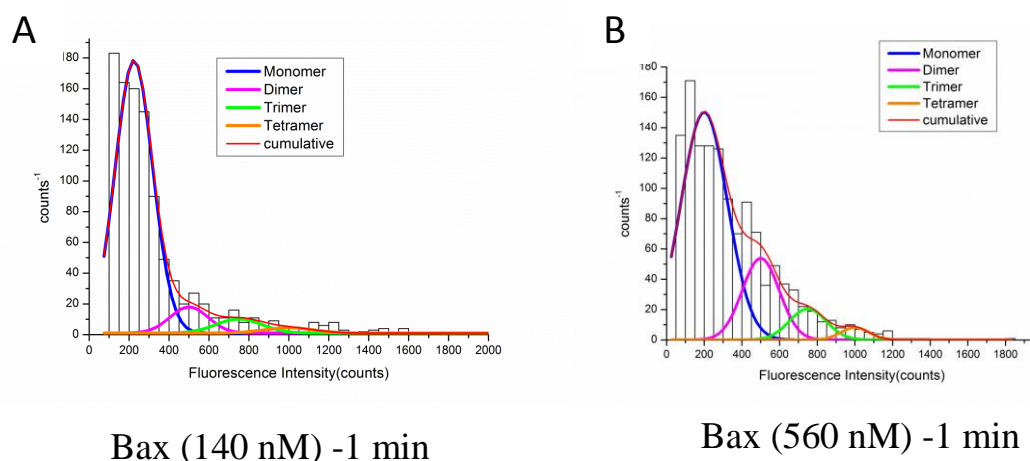 A
180
160
140
120
100
80
60
40
20
0
counts-1
Monomer
Dimer
Trimer
Tetramer
cumulative
0 200 400 600 800 1000 1200 1400 1600 1800 2000
Fluorescence Intensity(counts)
Bax (140 nM) -1 min
B
180
160
140
120
100
80
60
40
20
0
counts-1
Monomer
Dimer
Trimer
Tetramer
cumulative
0 200 400 600 800 1000 1200 1400 1600 1800
Fluorescence Intensity(counts)
Bax (560 nM) -1 min